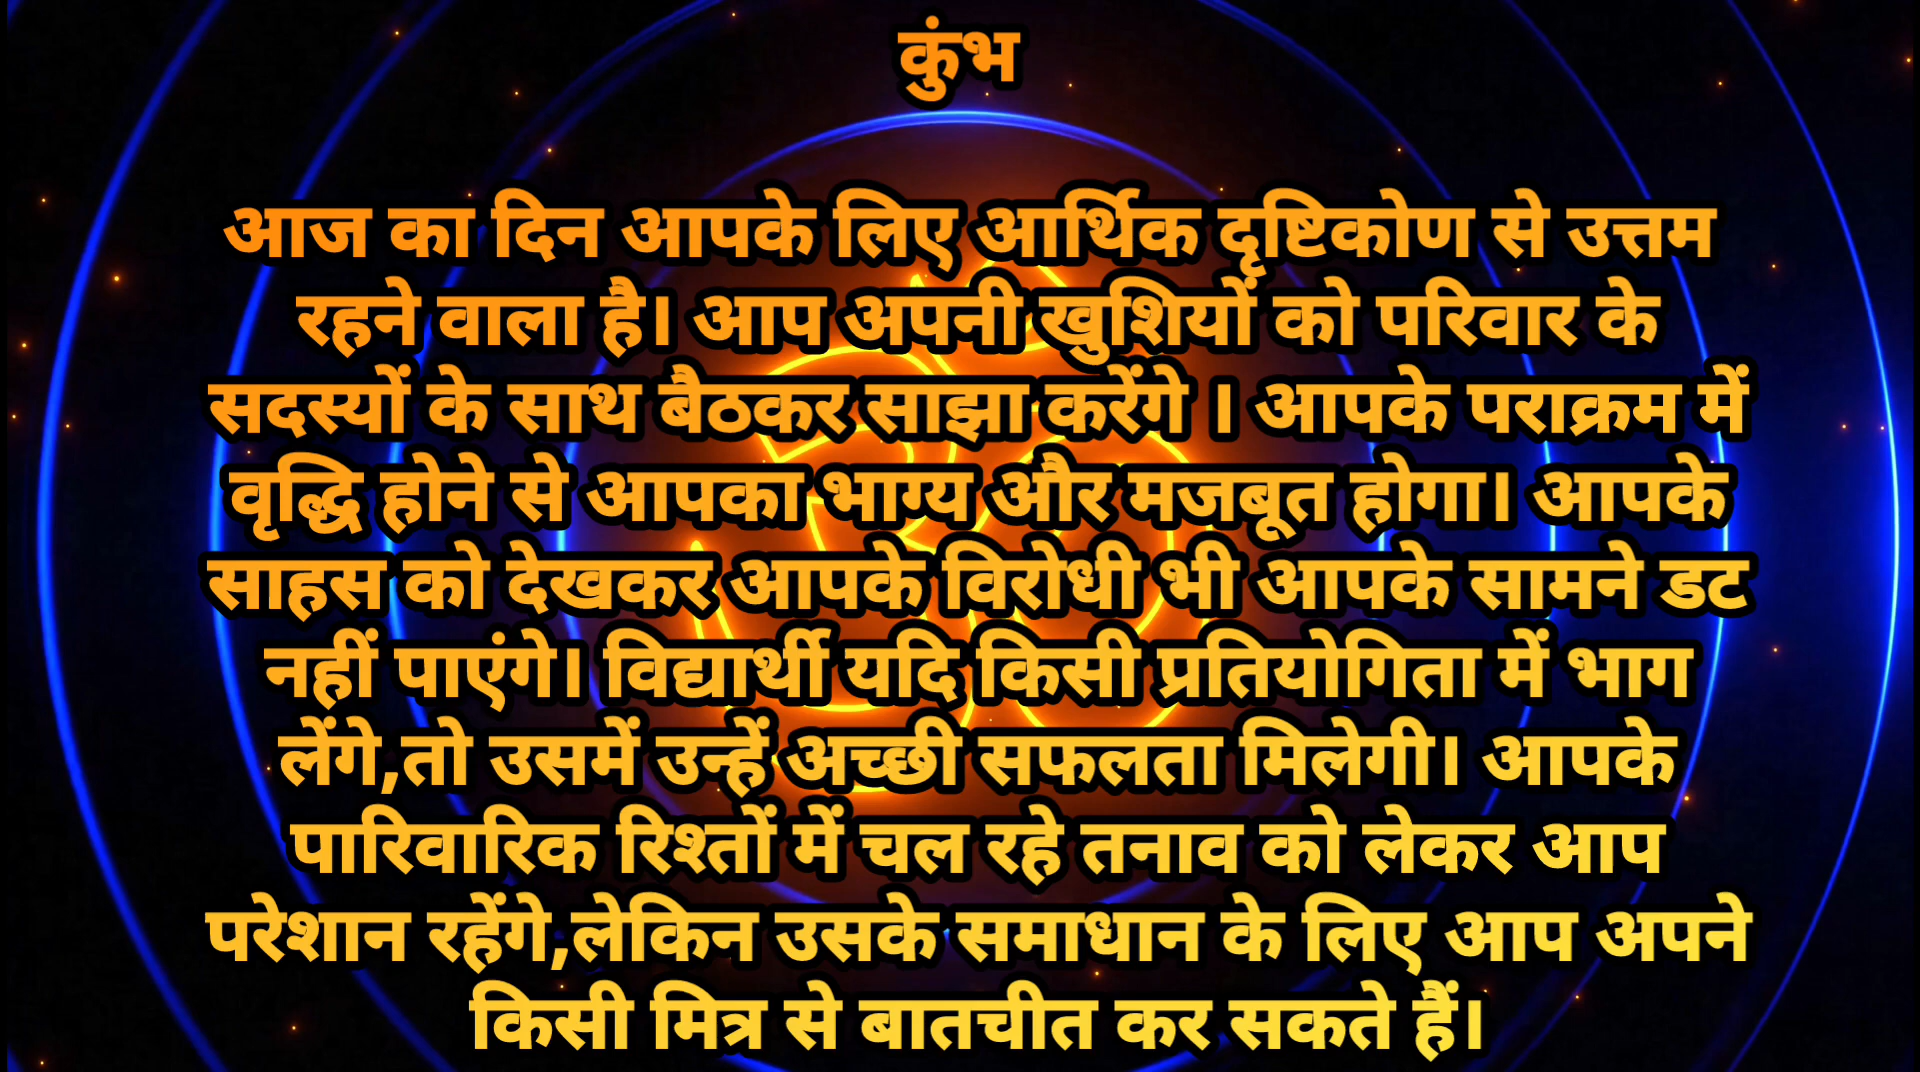 कुंभ
आज का दिन आपके लिए आर्थिक दृष्टिकोण से उत्तम
रहने वाला है। आप अपनी खुशियों को परिवार के
सदस्यों के साथ बैठकर साझा करेंगे । आपके पराक्रम में
वृद्धि होने से आपका भाग्य और मजबूत होगा। आपके
साहस को देखकर आपके विरोधी भी आपके सामने डट
नहीं पाएंगे। विद्यार्थी यदि किसी प्रतियोगिता में भाग
लेंगे,तो उसमें उन्हें अच्छी सफलता मिलेगी। आपके
पारिवारिक रिश्तों में चल रहे तनाव को लेकर आप
परेशान रहेंगे,लेकिन उसके समाधान के लिए आप अपने
किसी मित्र से बातचीत कर सकते हैं।